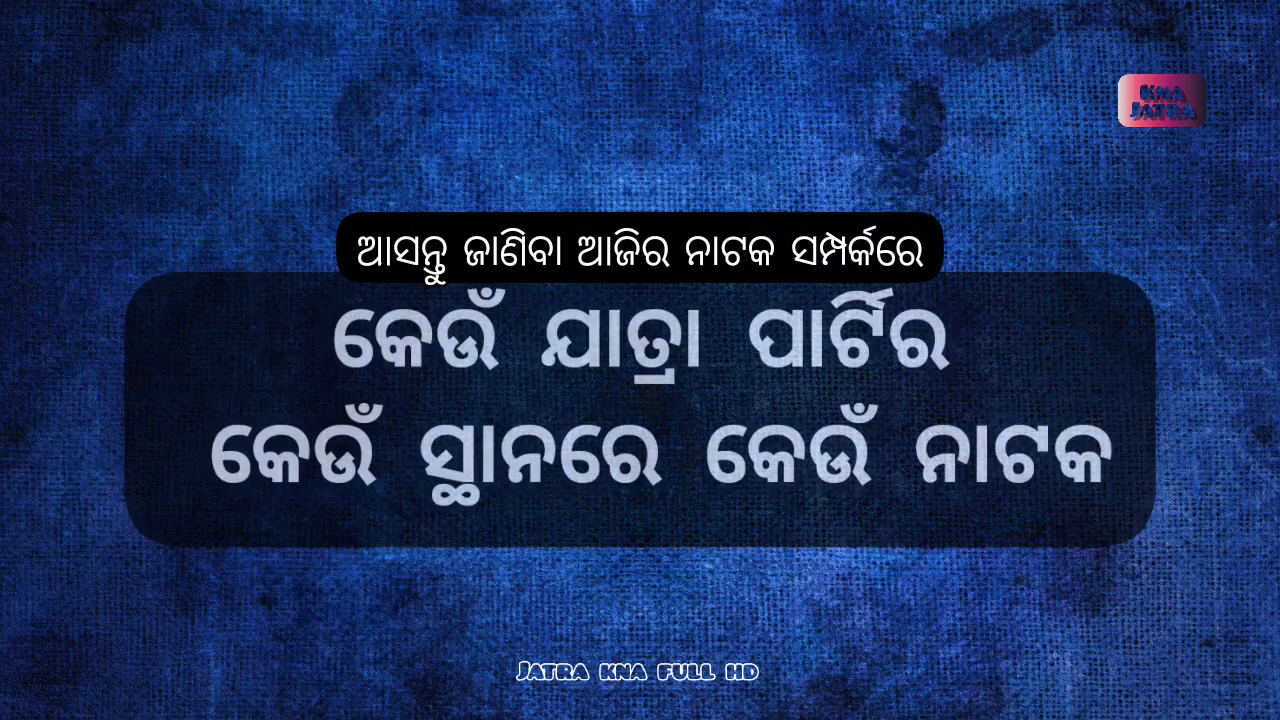 KNA
JATRA
ଆସନ୍ତୁ ଜାଣିବା ଆଜିର ନାଟକ ସମ୍ପର୍କରେ
କେଉଁ ଯାତ୍ରା ପାର୍ଟିର
କେଉଁ ସ୍ଥାନରେ କେଉଁ ନାଟକ
JATRA KNA FULL HD